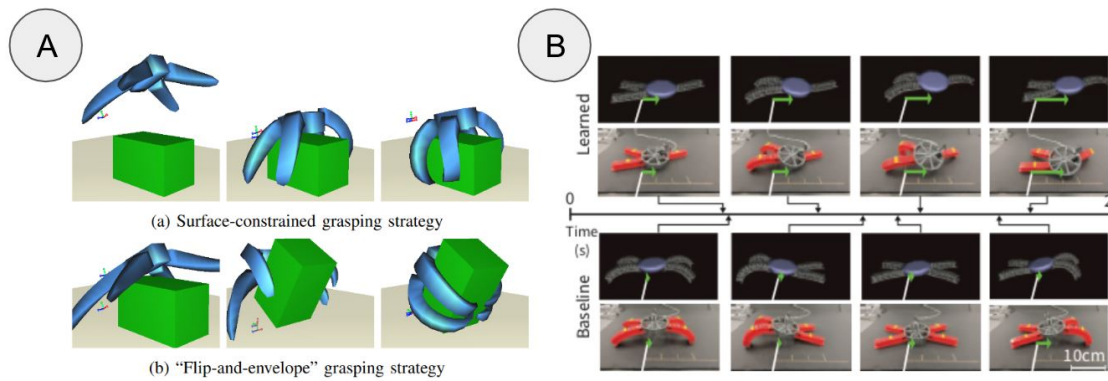 A
(a) Surface-constrained grasping strategy
(b) “Flip-and-envelope” grasping strategy
B
Learned
0
Time
(s)
Baseline
10cm